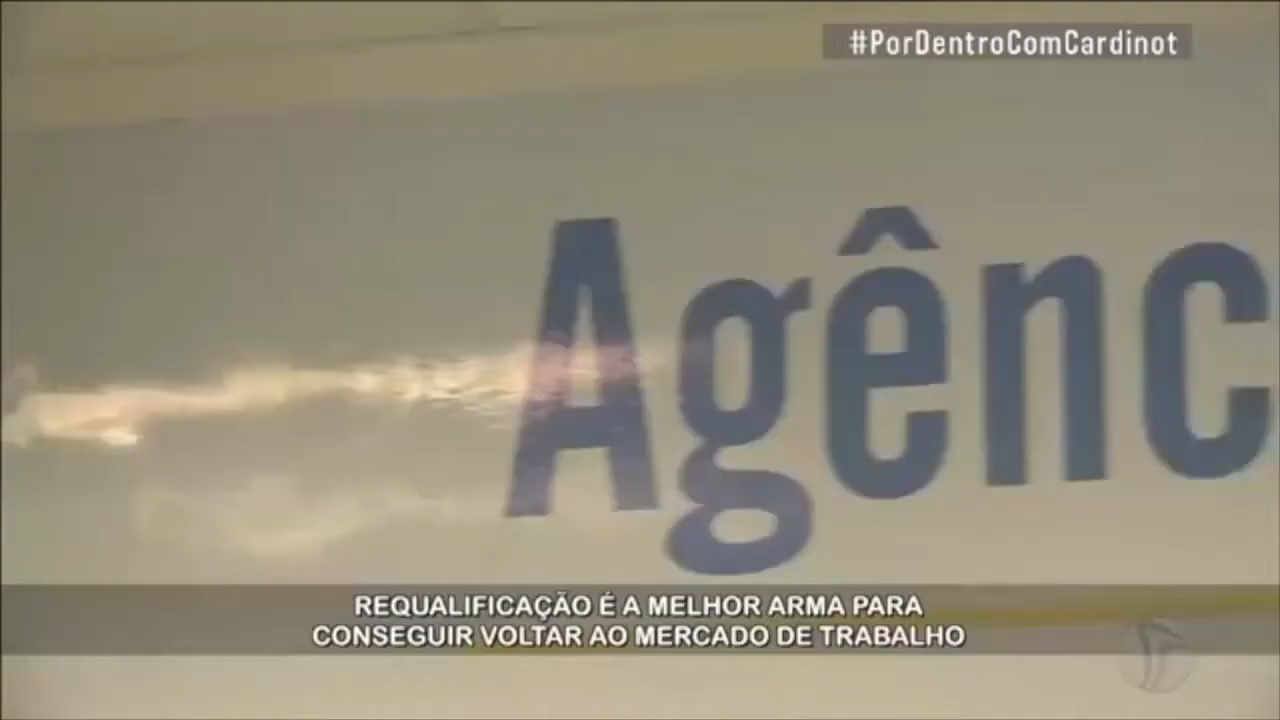 #PorDentroComCardinot
Agênc
REQUALIFICAÇÃO É A MELHOR ARMA PARA
CONSEGUIR VOLTAR AO MERCADO DE TRABALHO